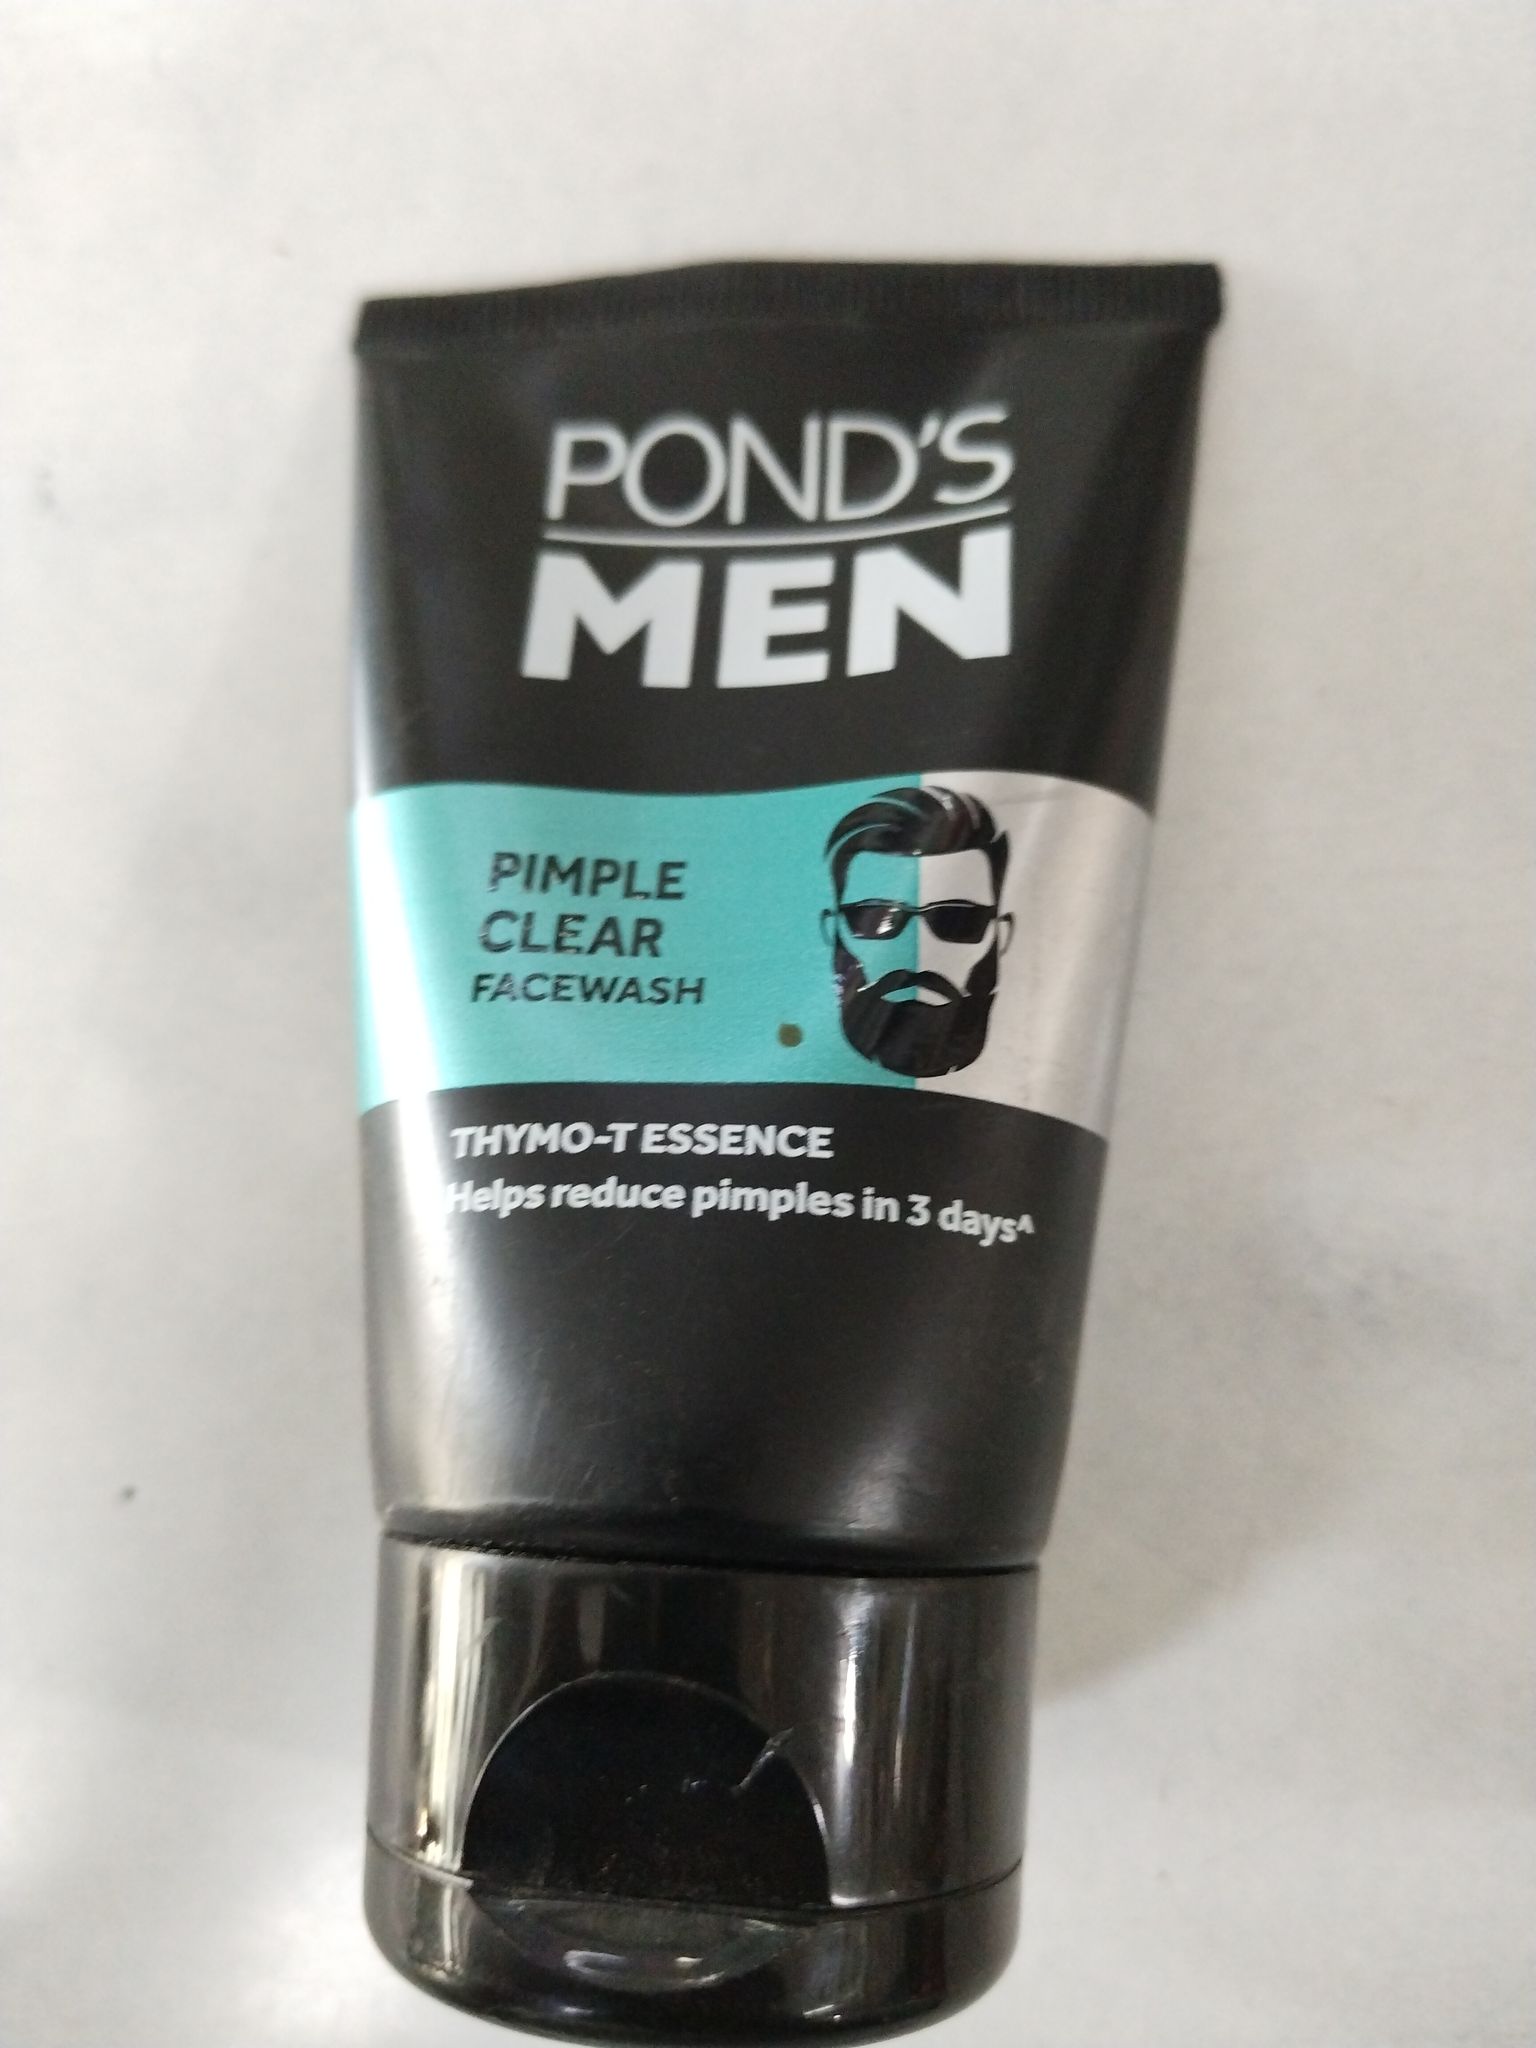 POND'S
MEN
PIMPLE
CLEAR
FACEWASH
THYMO-T ESSENCE
Helps reduce pimples in 3 days^